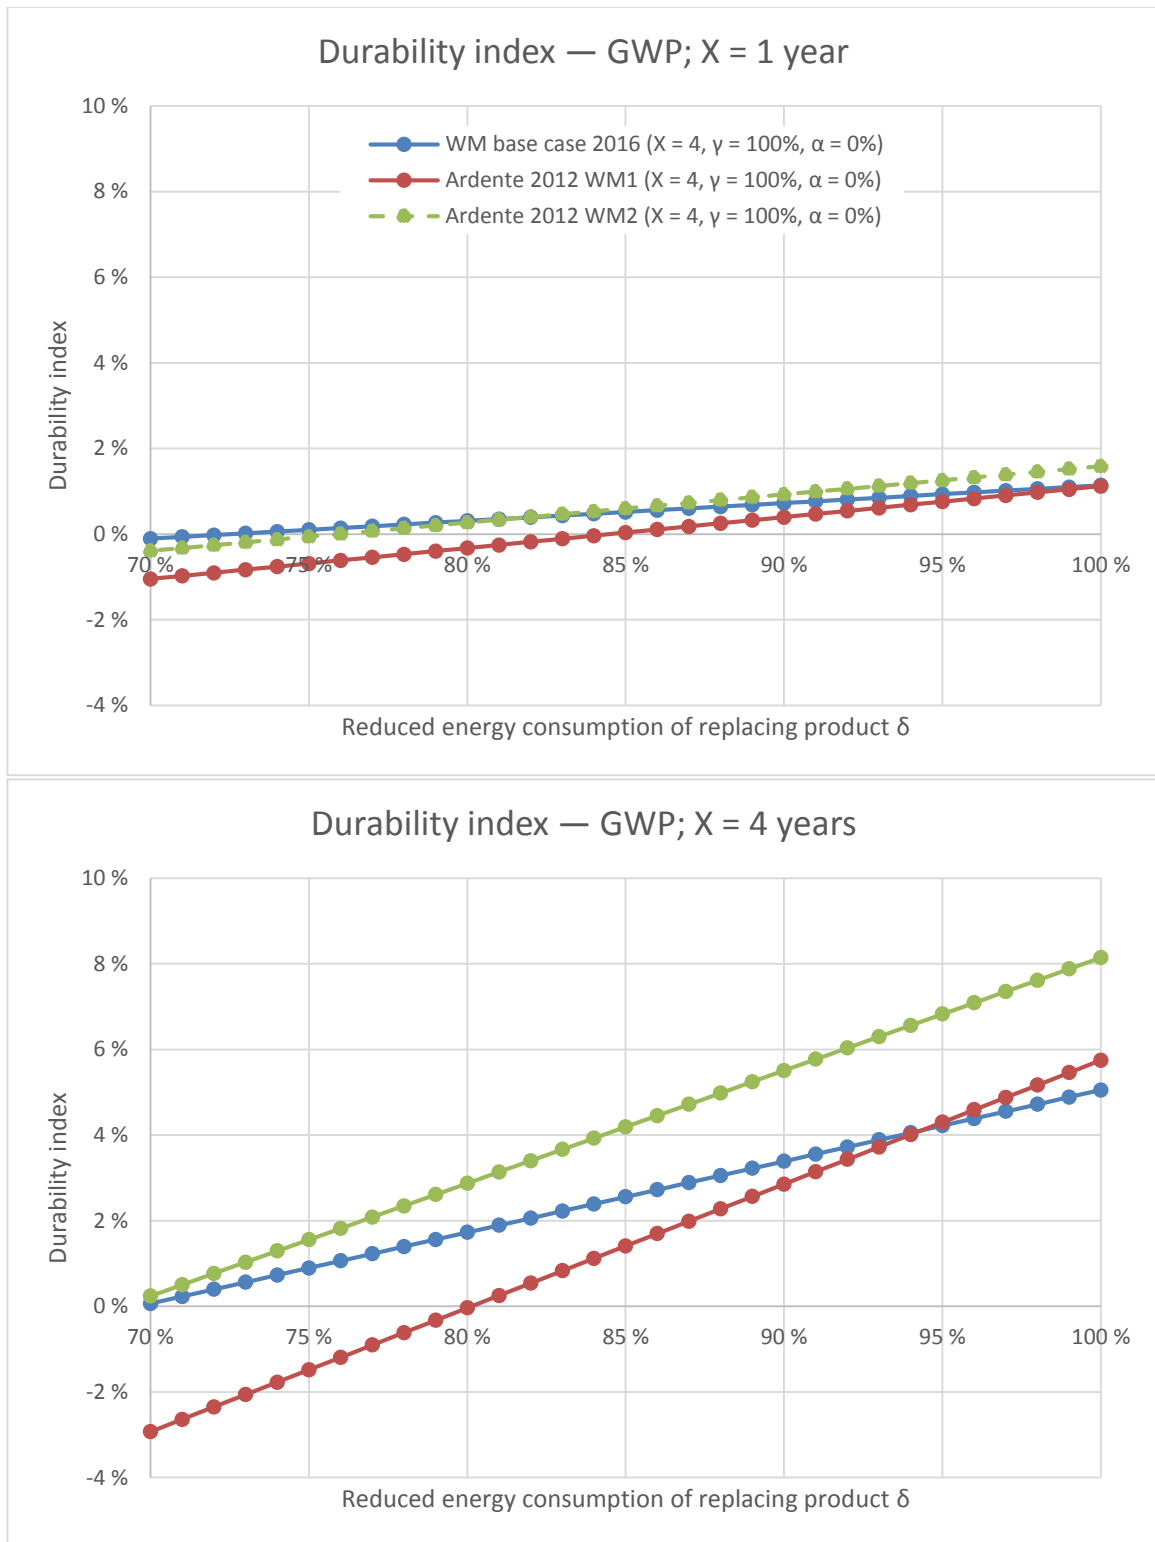 Durability index — GWP; X = 1 year
10 %
8 %
6 %
4 %
2 %
0 %
-2 %
-4 %
Durability index
WM base case 2016 (X = 4, γ = 100%, α = 0%)
Ardente 2012 WM1 (X = 4, γ = 100%, α = 0%)
Ardente 2012 WM2 (X = 4, γ = 100%, α = 0%)
70 % 75 % 80 % 85 % 90 % 95 % 100 %
Reduced energy consumption of replacing product δ
Durability index — GWP; X = 4 years
10 %
8 %
6 %
4 %
2 %
0 %
-2 %
-4 %
Durability index
70 % 75 % 80 % 85 % 90 % 95 % 100 %
Reduced energy consumption of replacing product δ